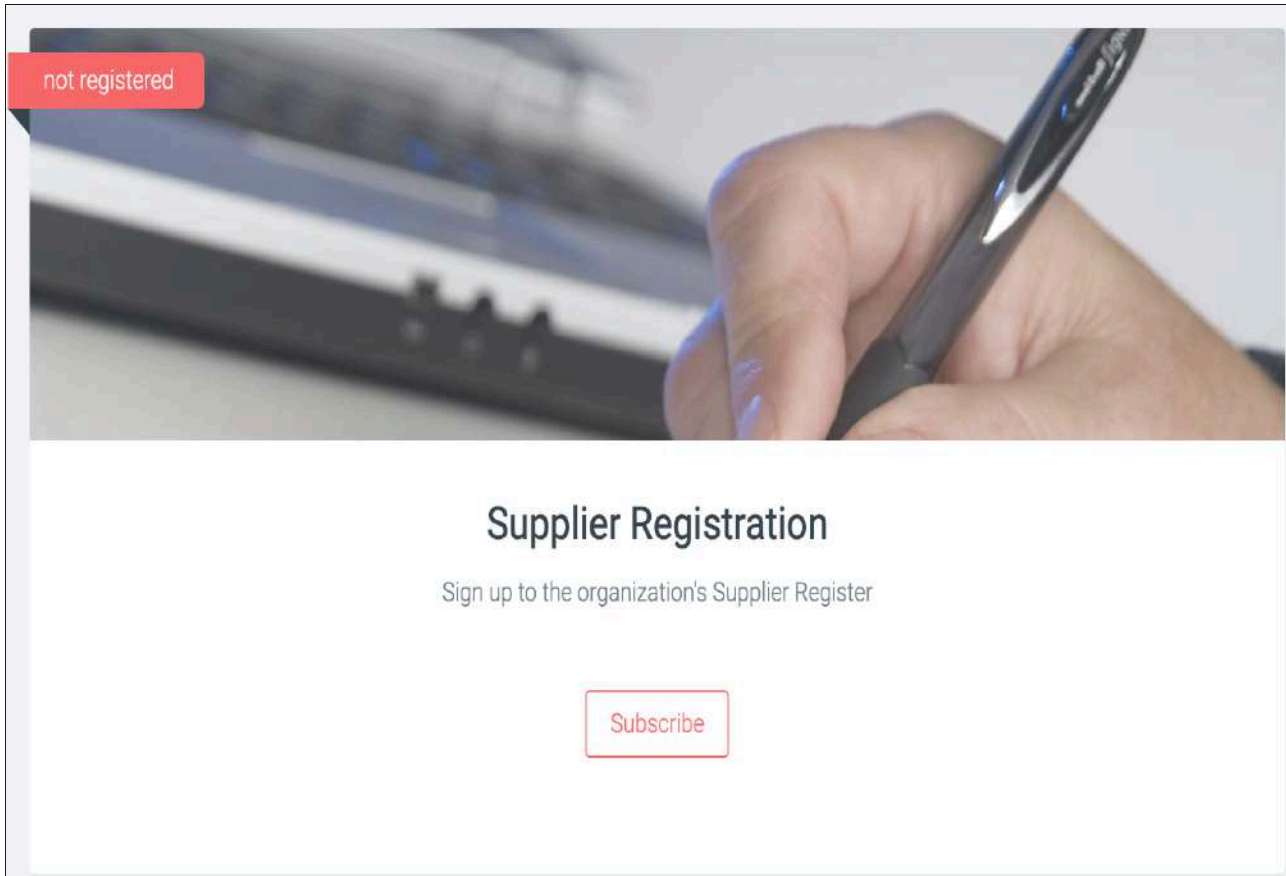 not registered
Supplier Registration
Sign up to the organization's Supplier Register
Subscribe